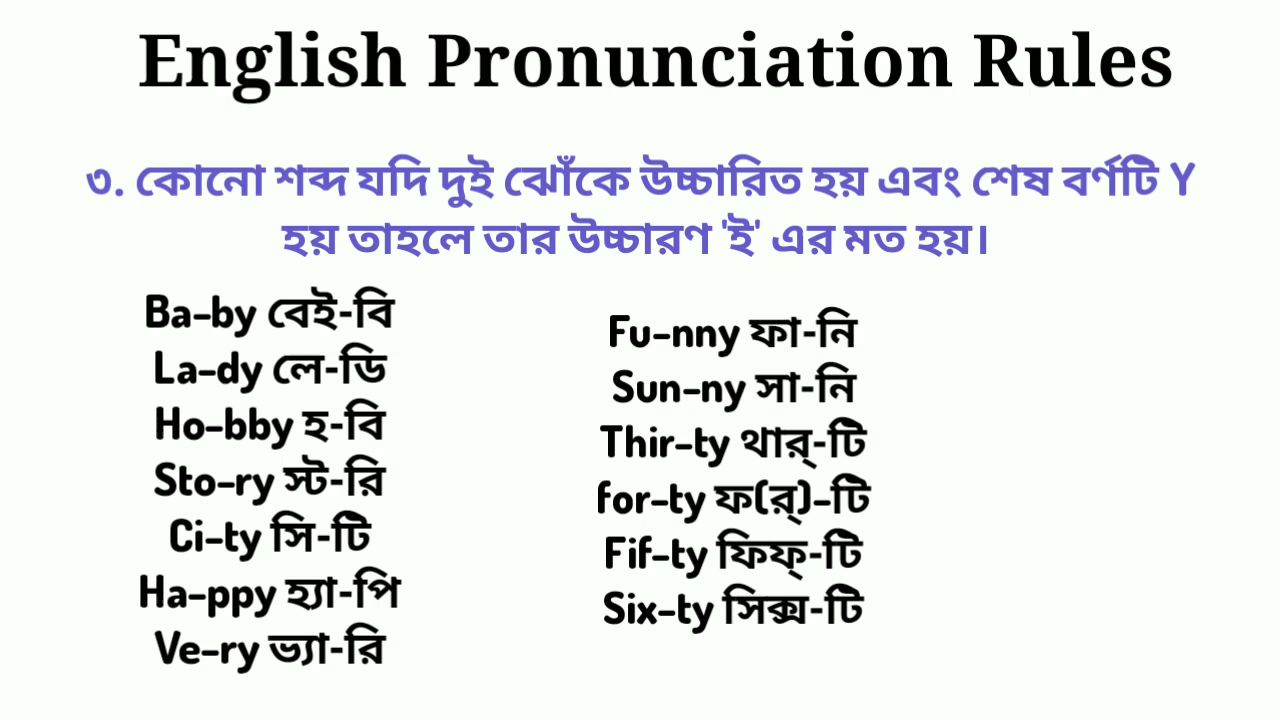 English Pronunciation Rules
৩. কোনো শব্দ যদি দুই ঝোঁকে উচ্চারিত হয় এবং শেষ বর্ণটি Y
হয় তাহলে তার উচ্চারণ 'ই' এর মত হয়।
Ba-by বেই-বি
La-dy লে-ডি
Ho-bby হ-বি
Sto-ry স্ট-রি
Ci-ty সি-টি
Ha-ppy হ্যা-পি
Ve-ry ভ্যা-রি
Fu-nny ফা-নি
Sun-ny সা-নি
Thir-ty থার্-টি
for-ty ফ(র্)-টি
Fif-ty ফিফ্-টি
Six-ty সিক্স-টি